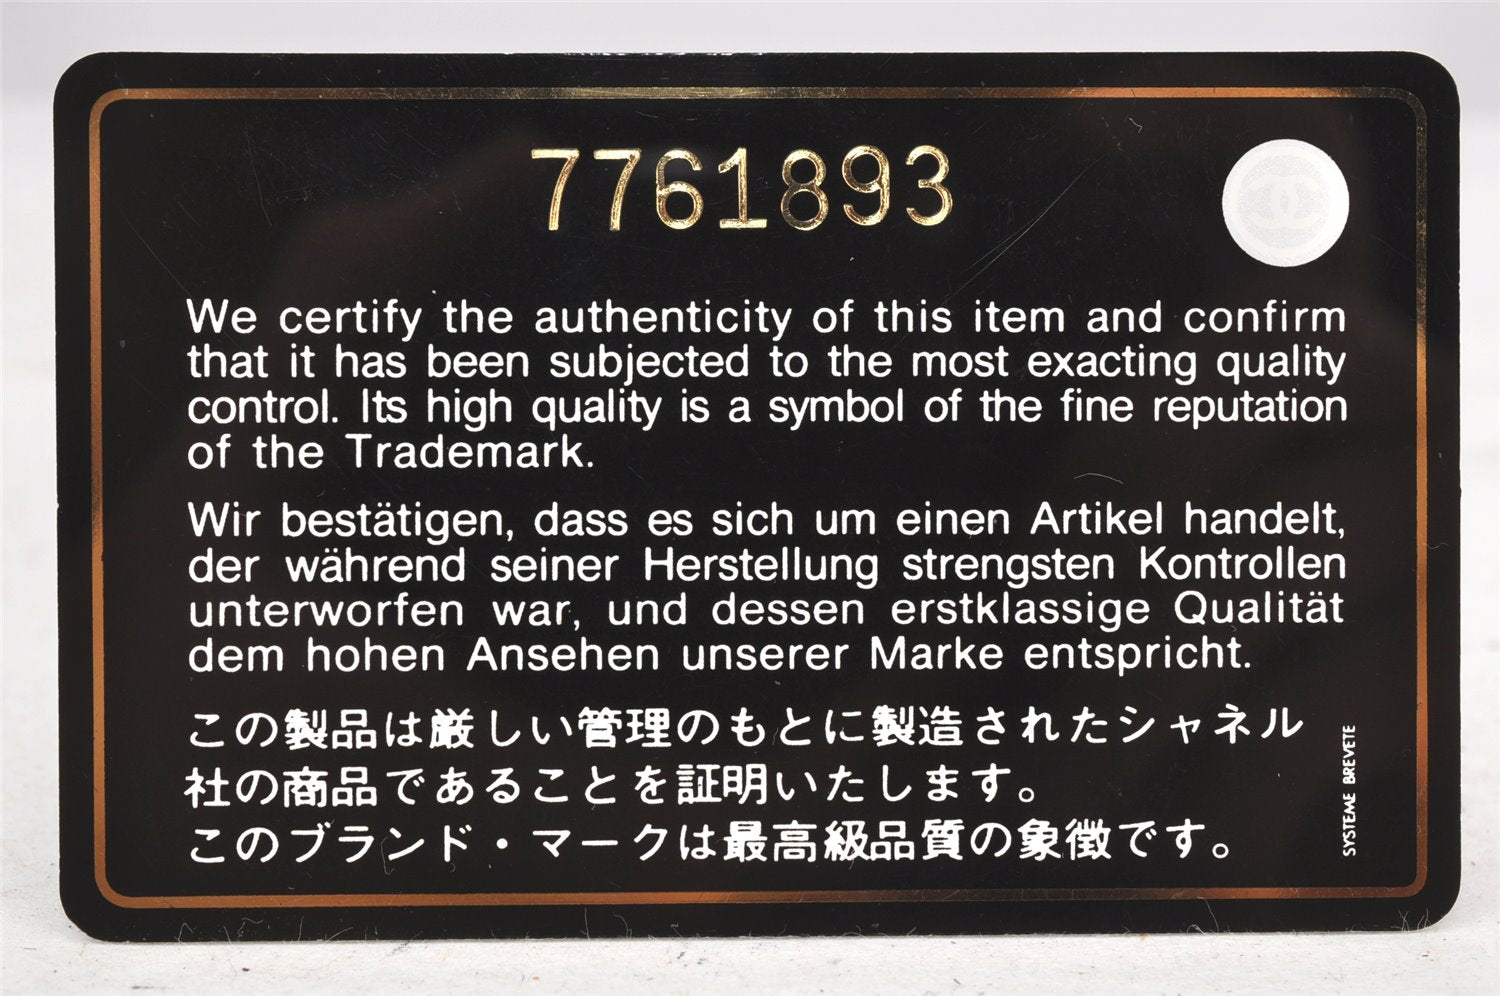 7761893
We certify the authenticity of this item and confirm
that it has been subjected to the most exacting quality
control. Its high quality is a symbol of the fine reputation
of the Trademark.
Wir bestätigen, dass es sich um einen Artikel handelt,
der während seiner Herstellung strengsten Kontrollen
unterworfen war, und dessen erstklassige Qualität
dem hohen Ansehen unserer Marke entspricht.
この製品は厳しい管理のもとに製造されたシャネル
社の商品であることを証明いたします。
このブランド・マークは最高級品質の象徴です。
SYSTEME BREVETE